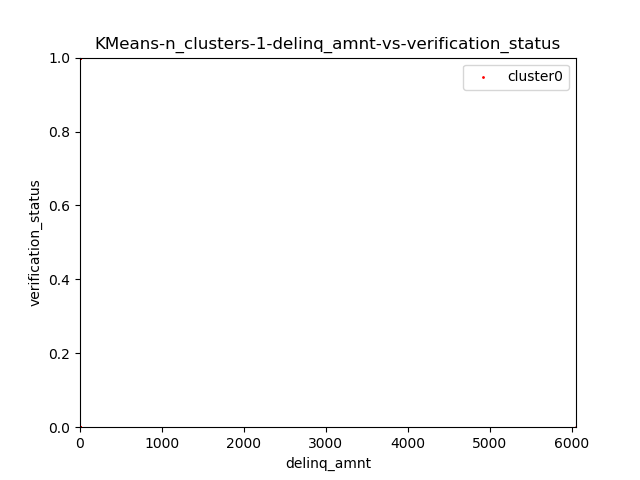 KMeans-n_clusters-1-delinq_amnt-vs-verification_status
cluster0
verification_status
1.0
0.8
0.6
0.4
0.2
0.0
0 1000 2000 3000 4000 5000 6000
delinq_amnt